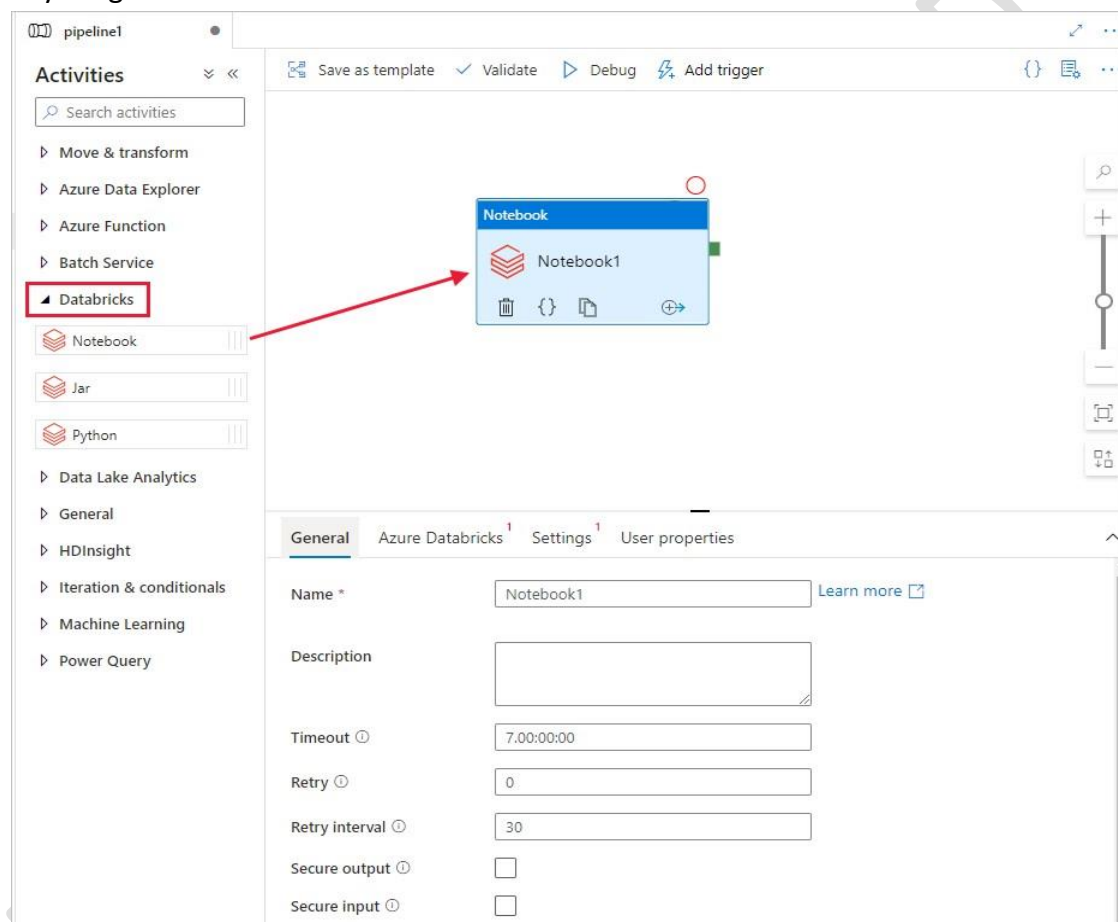 pipeline1
Activities
Search activities
Move & transform
Azure Data Explorer
Azure Function
Batch Service
Databricks
Notebook
Jar
Python
Data Lake Analytics
General
HDInsight
Iteration & conditionals
Machine Learning
Power Query
Save as template Validate Debug Add trigger
Notebook
Notebook1
General Azure Databricks 1 Settings 1 User properties
Name * Notebook1 Learn more
Description
Timeout 7.00:00:00
Retry 0
Retry interval 30
Secure output
Secure input